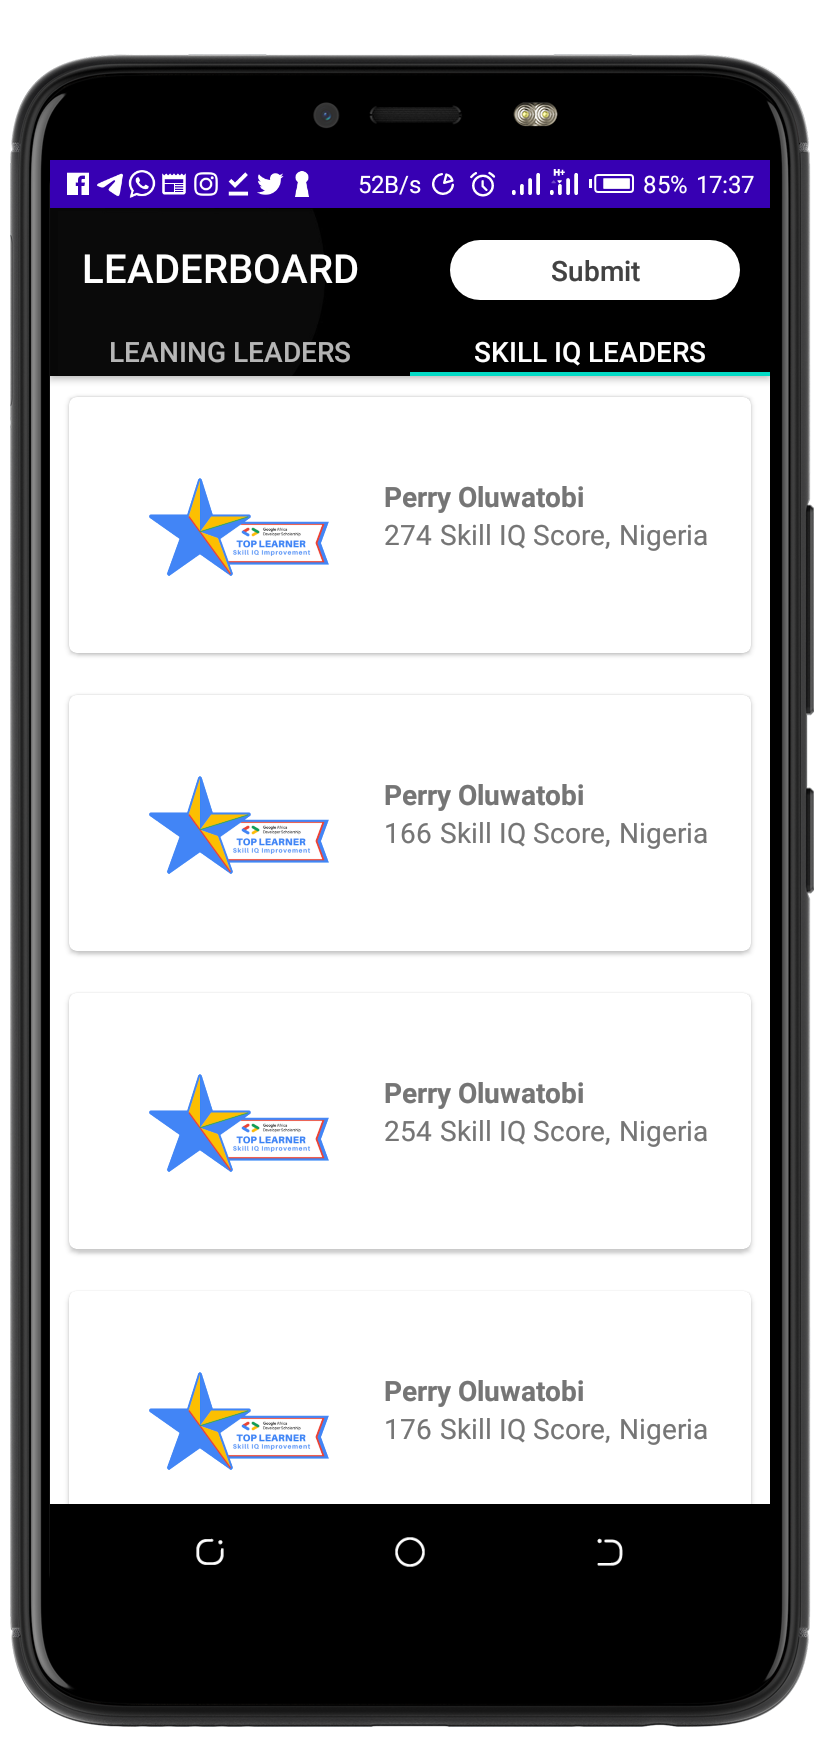 52B/s H+ 85% 17:37
LEADERBOARD Submit
LEANING LEADERS SKILL IQ LEADERS
Perry Oluwatobi
274 Skill IQ Score, Nigeria
Google Africa
Developer Scholarship
TOP LEARNER
Skill IQ Improvement
Perry Oluwatobi
166 Skill IQ Score, Nigeria
Google Africa
Developer Scholarship
TOP LEARNER
Skill IQ Improvement
Perry Oluwatobi
254 Skill IQ Score, Nigeria
Google Africa
Developer Scholarship
TOP LEARNER
Skill IQ Improvement
Perry Oluwatobi
176 Skill IQ Score, Nigeria
Google Africa
Developer Scholarship
TOP LEARNER
Skill IQ Improvement